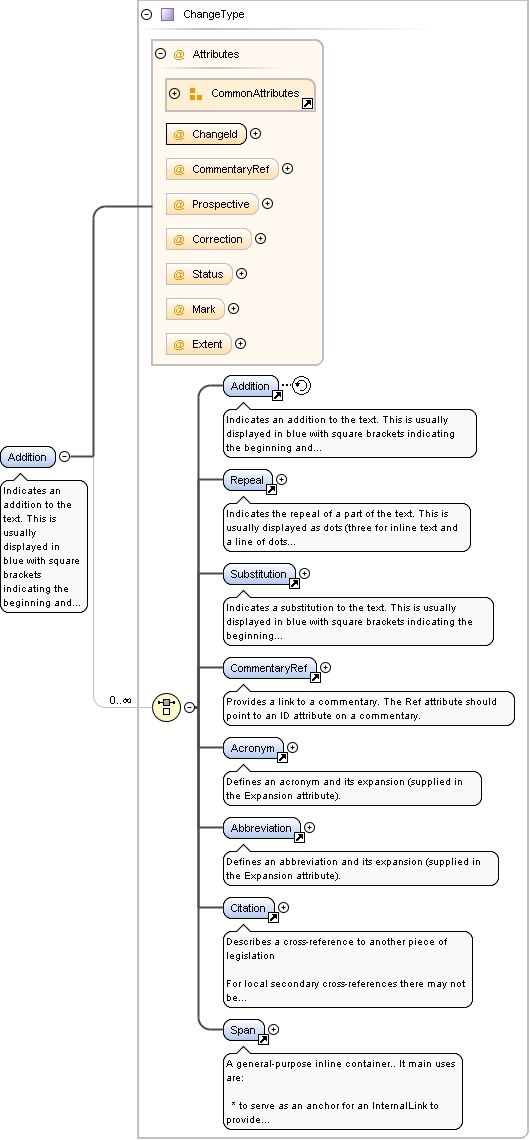 ChangeType
@ Attributes
CommonAttributes
@ ChangeId
@ CommentaryRef
@ Prospective
@ Correction
@ Status
@ Mark
@ Extent
Addition
Indicates an
addition to the
text. This is
usually
displayed in
blue with square
brackets
indicating the
beginning and...
0..∞
Addition
Indicates an addition to the text. This is usually
displayed in blue with square brackets indicating
the beginning and...
Repeal
Indicates the repeal of a part of the text. This is
usually displayed as dots (three for inline text and
a line of dots...
Substitution
Indicates a substitution to the text. This is usually
displayed in blue with square brackets indicating the
beginning...
CommentaryRef
Provides a link to a commentary. The Ref attribute should
point to an ID attribute on a commentary.
Acronym
Defines an acronym and its expansion (supplied in
the Expansion attribute).
Abbreviation
Defines an abbreviation and its expansion (supplied in
the Expansion attribute).
Citation
Describes a cross-reference to another piece of
legislation
For local secondary cross-references there may not
be...
Span
A general-purpose inline container.. It main uses
are:
* to serve as an anchor for an InternalLink to
provide...